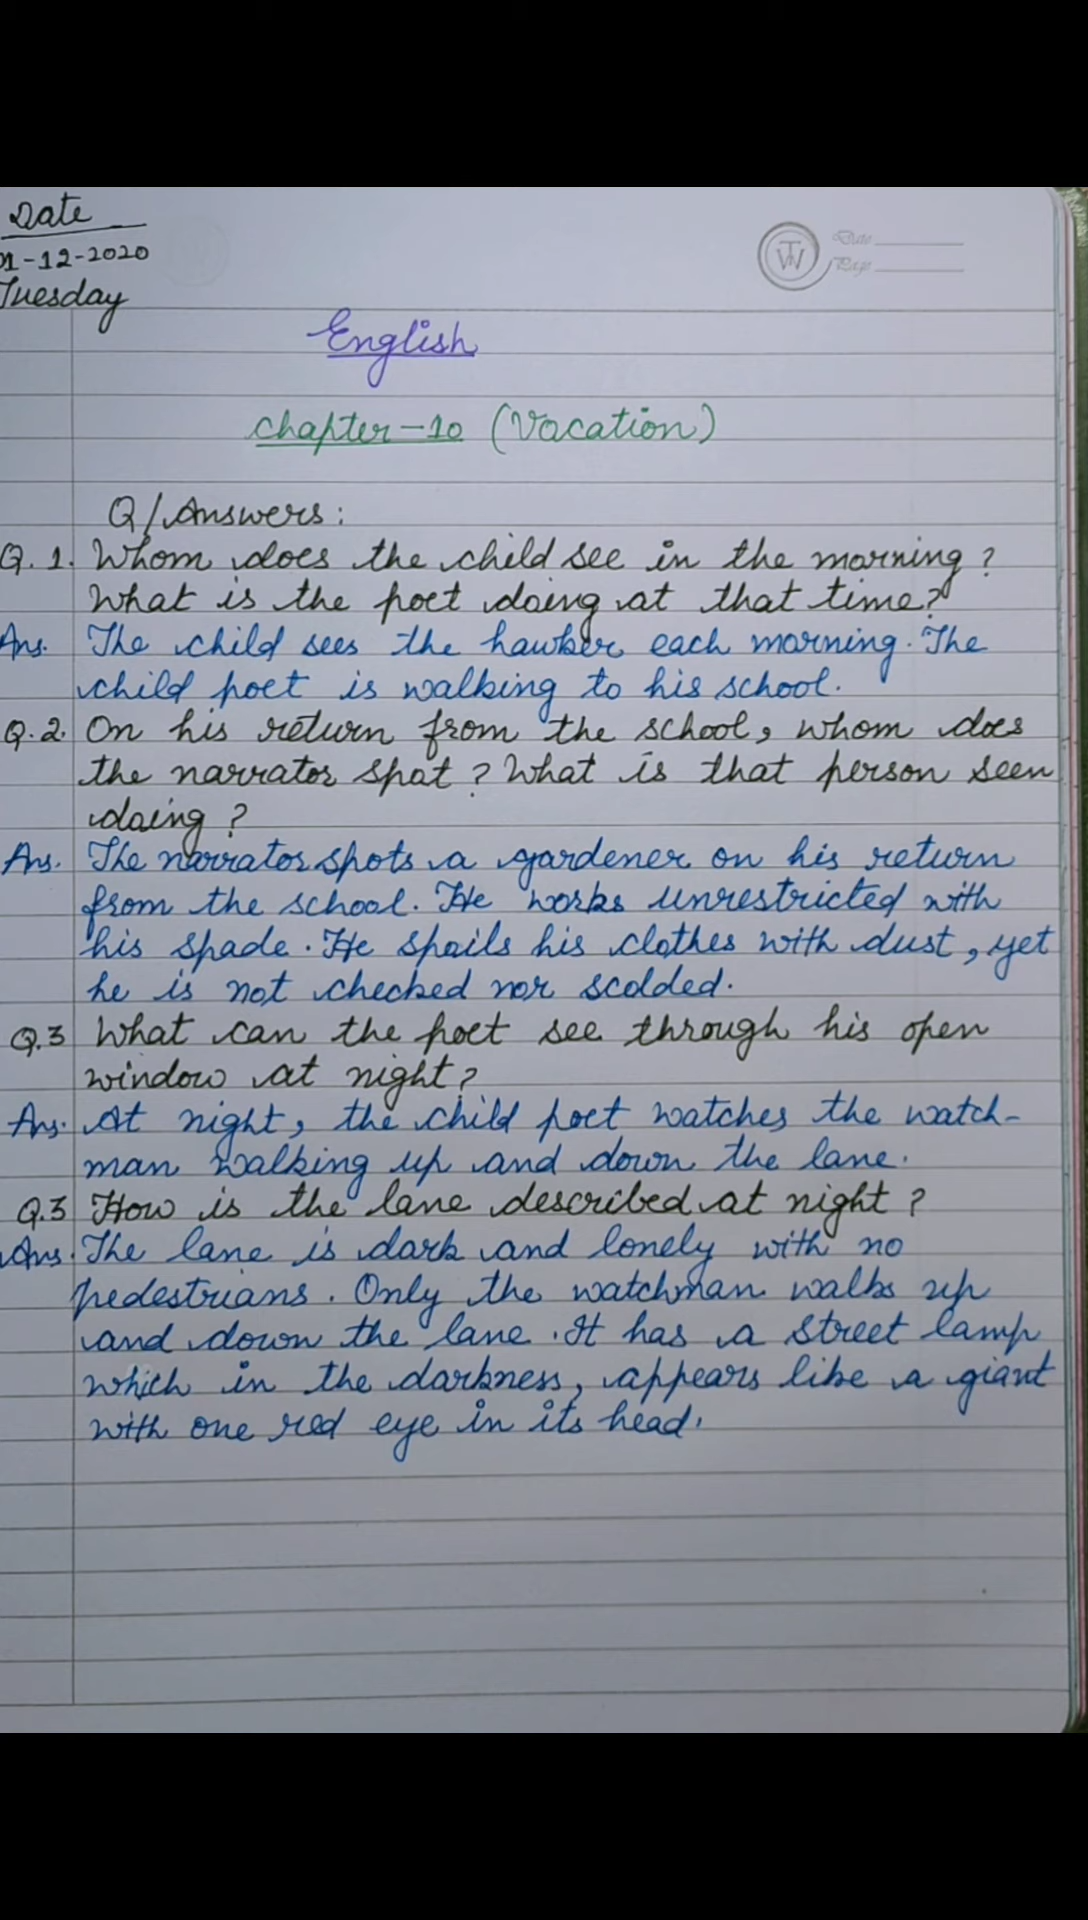 Date
01-12-2020
Tuesday
TW
Date
Page
English
Chapter-10 (Vocation)
Q/Answers:
Q.1. Whom does the child see in the morning?
What is the poet doing at that time?
Ans. The child sees the hawker each morning. The
child poet is walking to his school.
Q.2. On his return from the school, whom does
the narrator spot? What is that person seen
doing?
Ans. The narrator spots a gardener on his return
from the school. He works unrestricted with
his spade. He spoils his clothes with dust, yet
he is not checked nor scolded.
Q.3 What can the poet see through his open
window at night?
Ans. At night, the child poet watches the watch-
man walking up and down the lane.
Q.3 How is the lane described at night?
Ans. The lane is dark and lonely with no
pedestrians. Only the watchman walks up
and down the lane. It has a street lamp
which in the darkness, appears like a giant
with one red eye in its head.